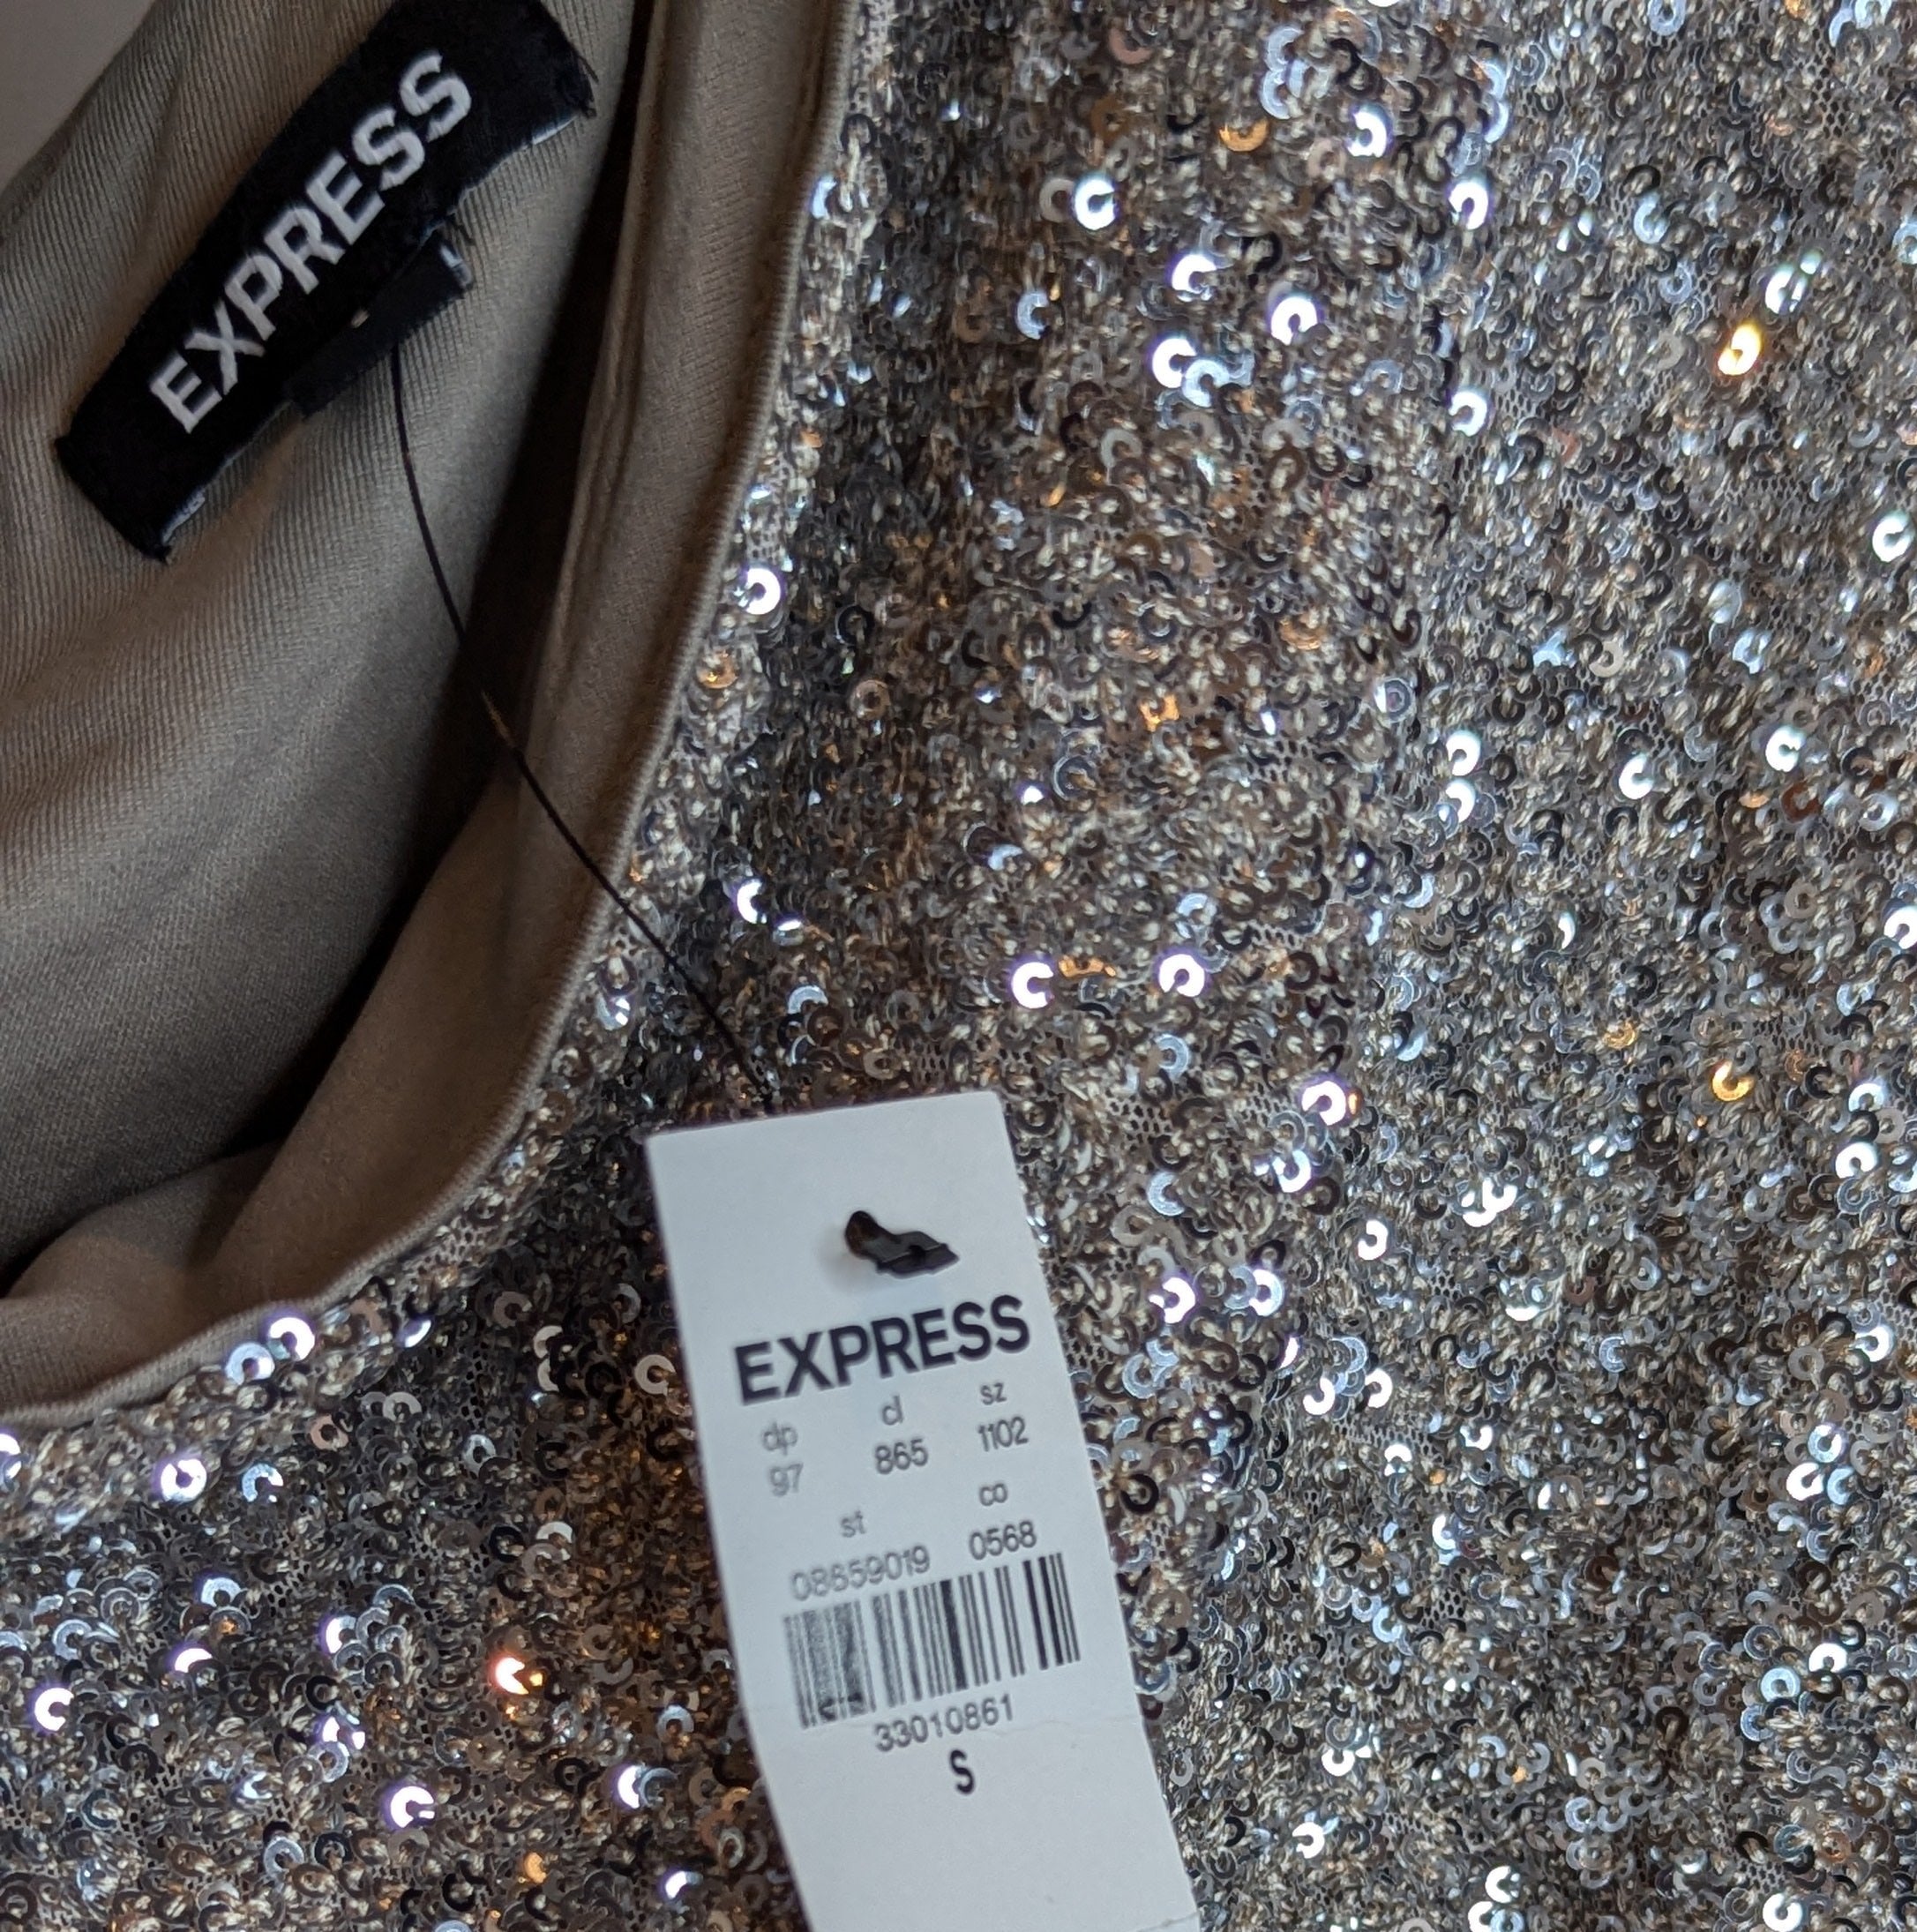 EXPRESS
EXPRESS
dp cl sz
97 865 1102
st co
08659019 0568
33010861
S